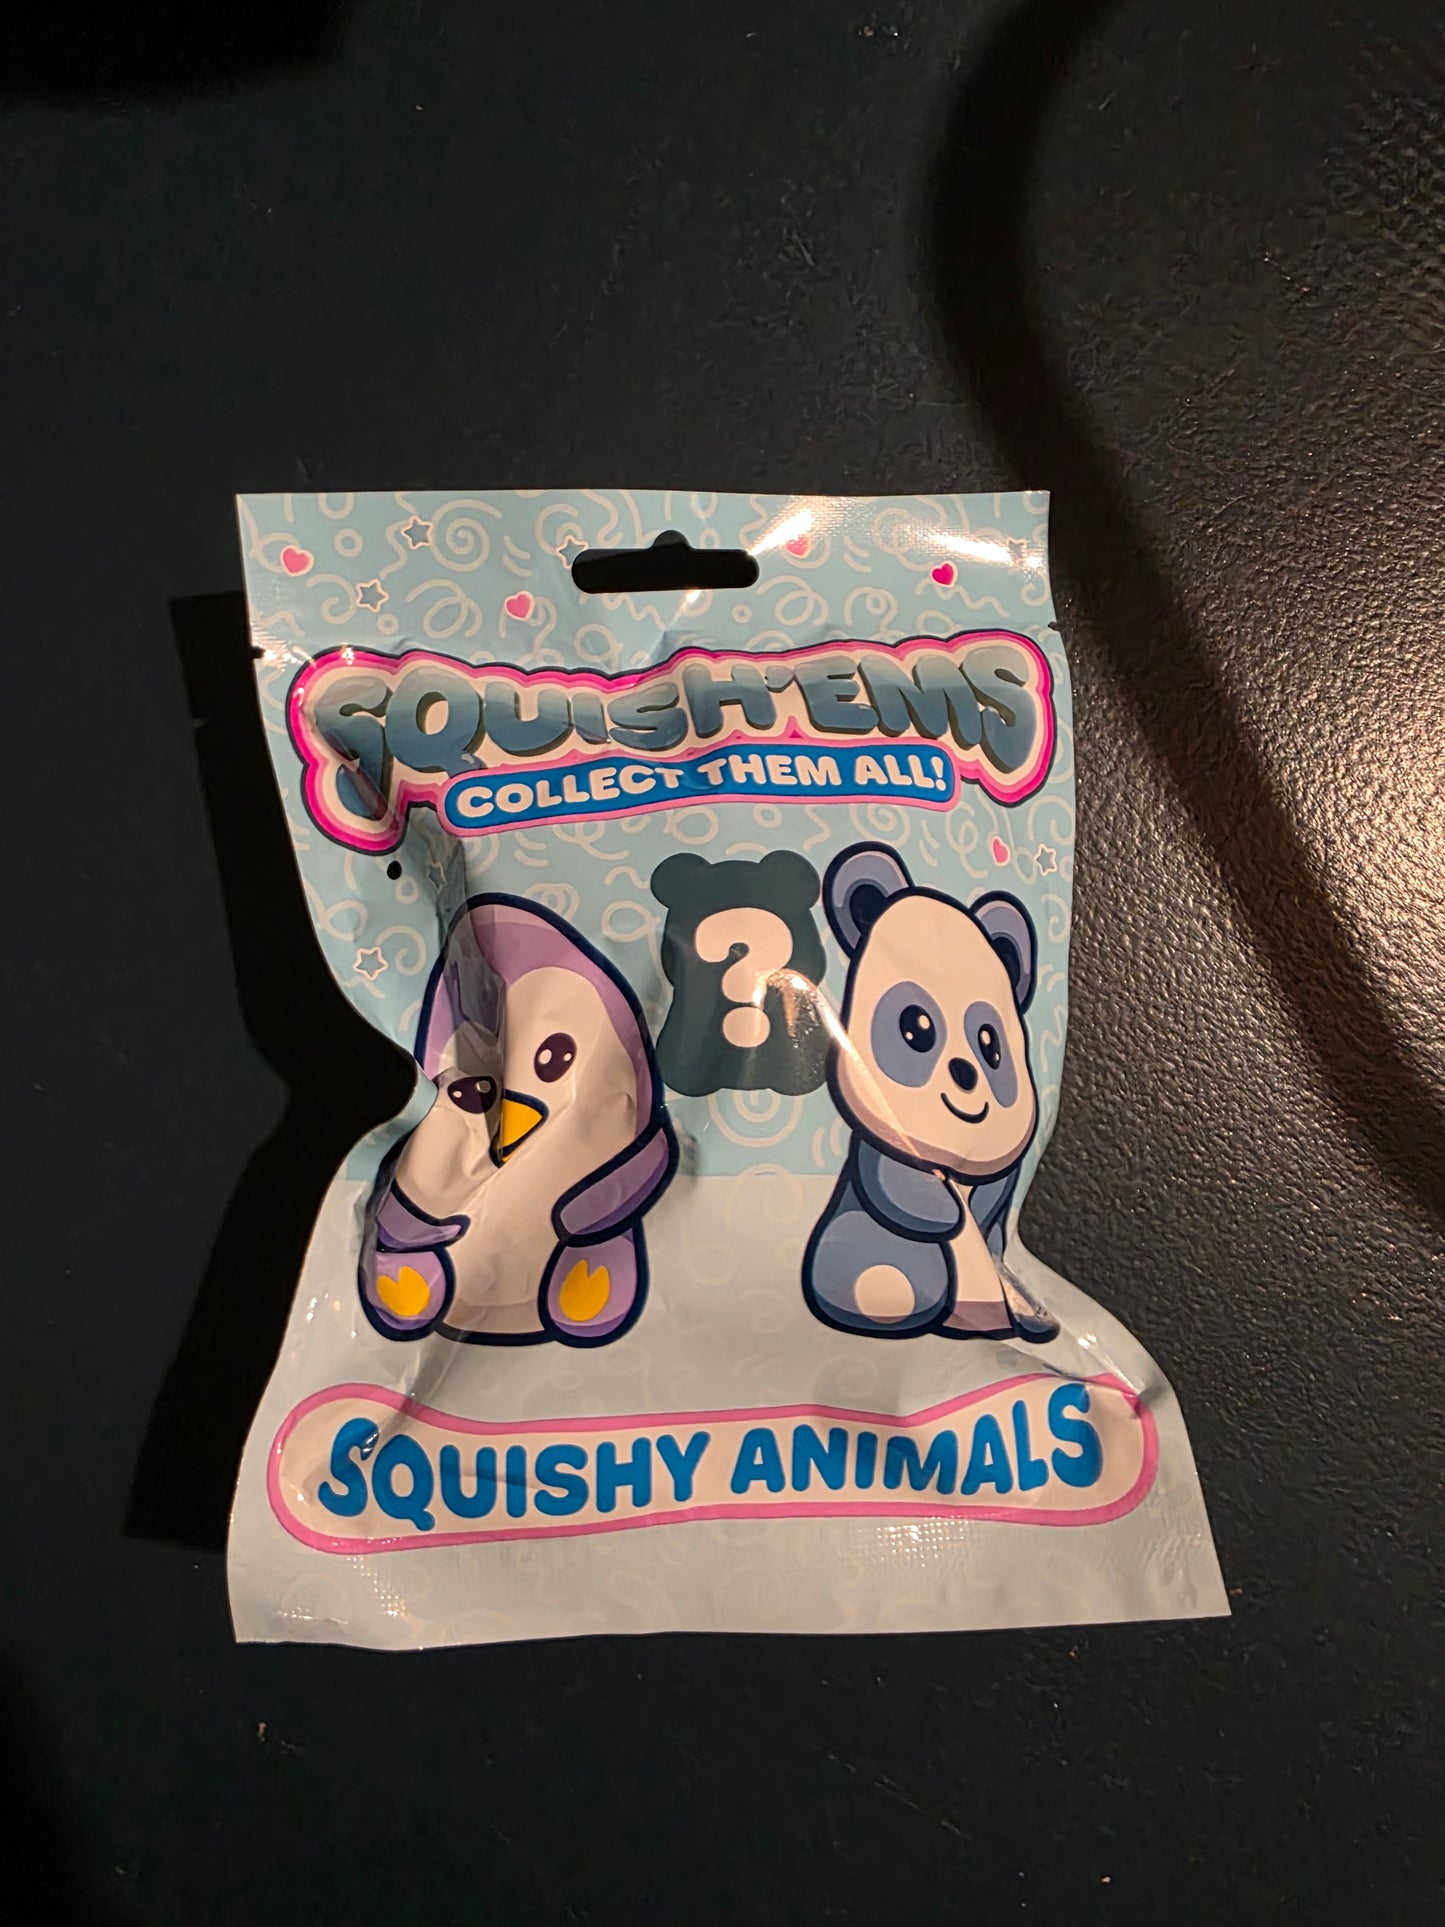 SQUISH'EMS
COLLECT THEM ALL!
?
SQUISHY ANIMALS